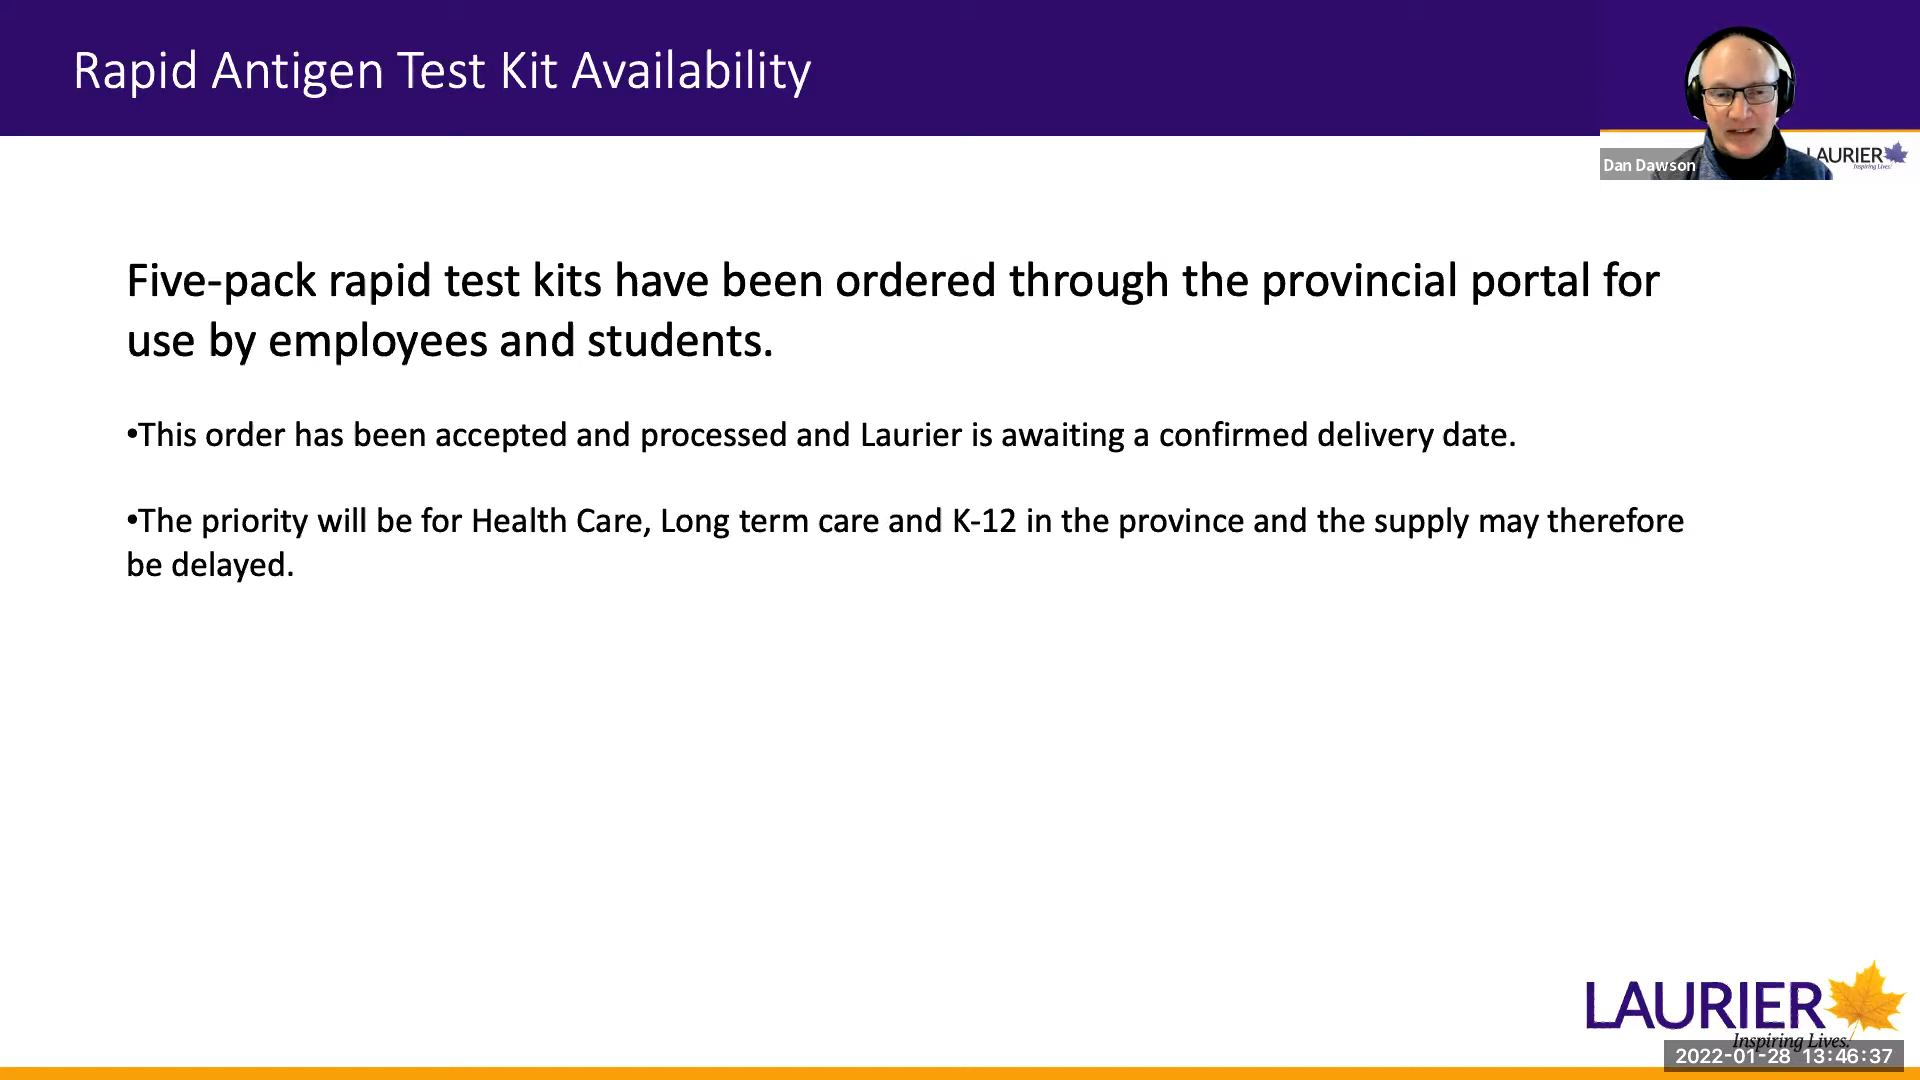 Rapid Antigen Test Kit Availability
LAURIER
Inspiring Lives.
Dan Dawson
Five-pack rapid test kits have been ordered through the provincial portal for
use by employees and students.
•This order has been accepted and processed and Laurier is awaiting a confirmed delivery date.
•The priority will be for Health Care, Long term care and K-12 in the province and the supply may therefore
be delayed.
LAURIER
Inspiring Lives.
2022-01-28 13:46:37